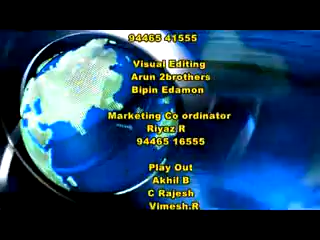 94465 41555
Visual Editing
Arun 2brothers
Bipin Edamon
Marketing Co ordinator
Riyaz R
94465 16555
Play Out
Akhil B
C Rajesh
Vimesh.R